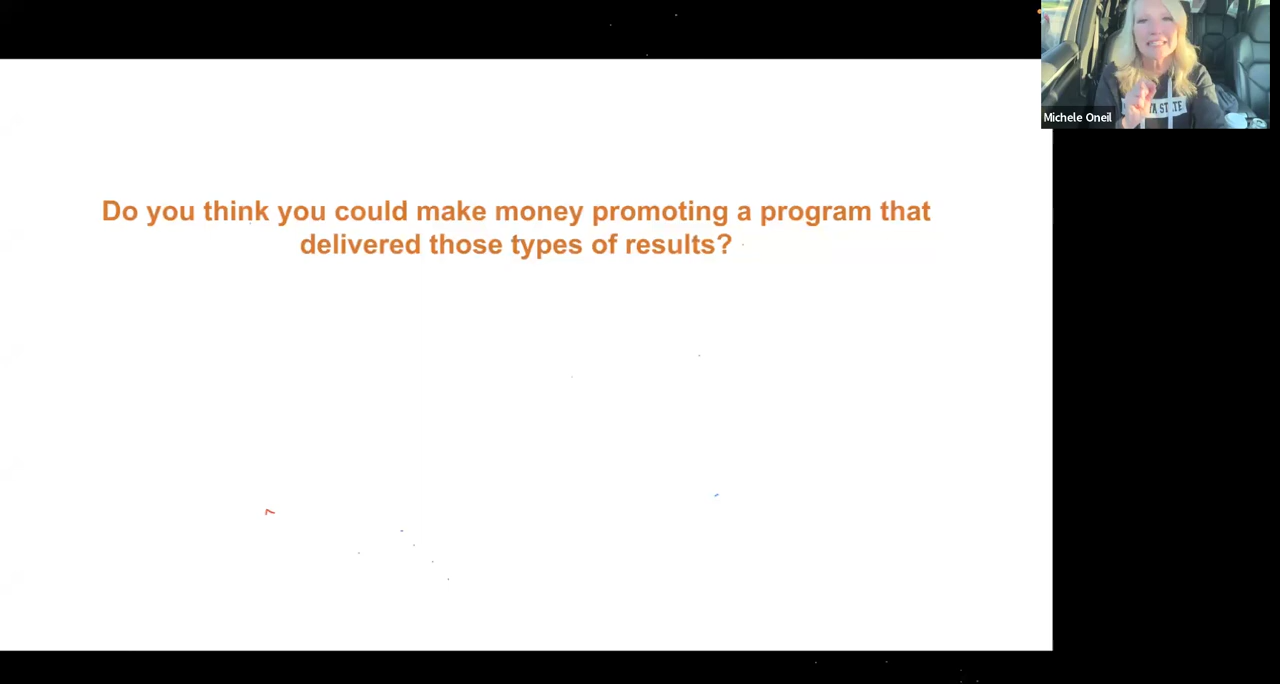 Do you think you could make money promoting a program that
delivered those types of results?
Michele Oneil